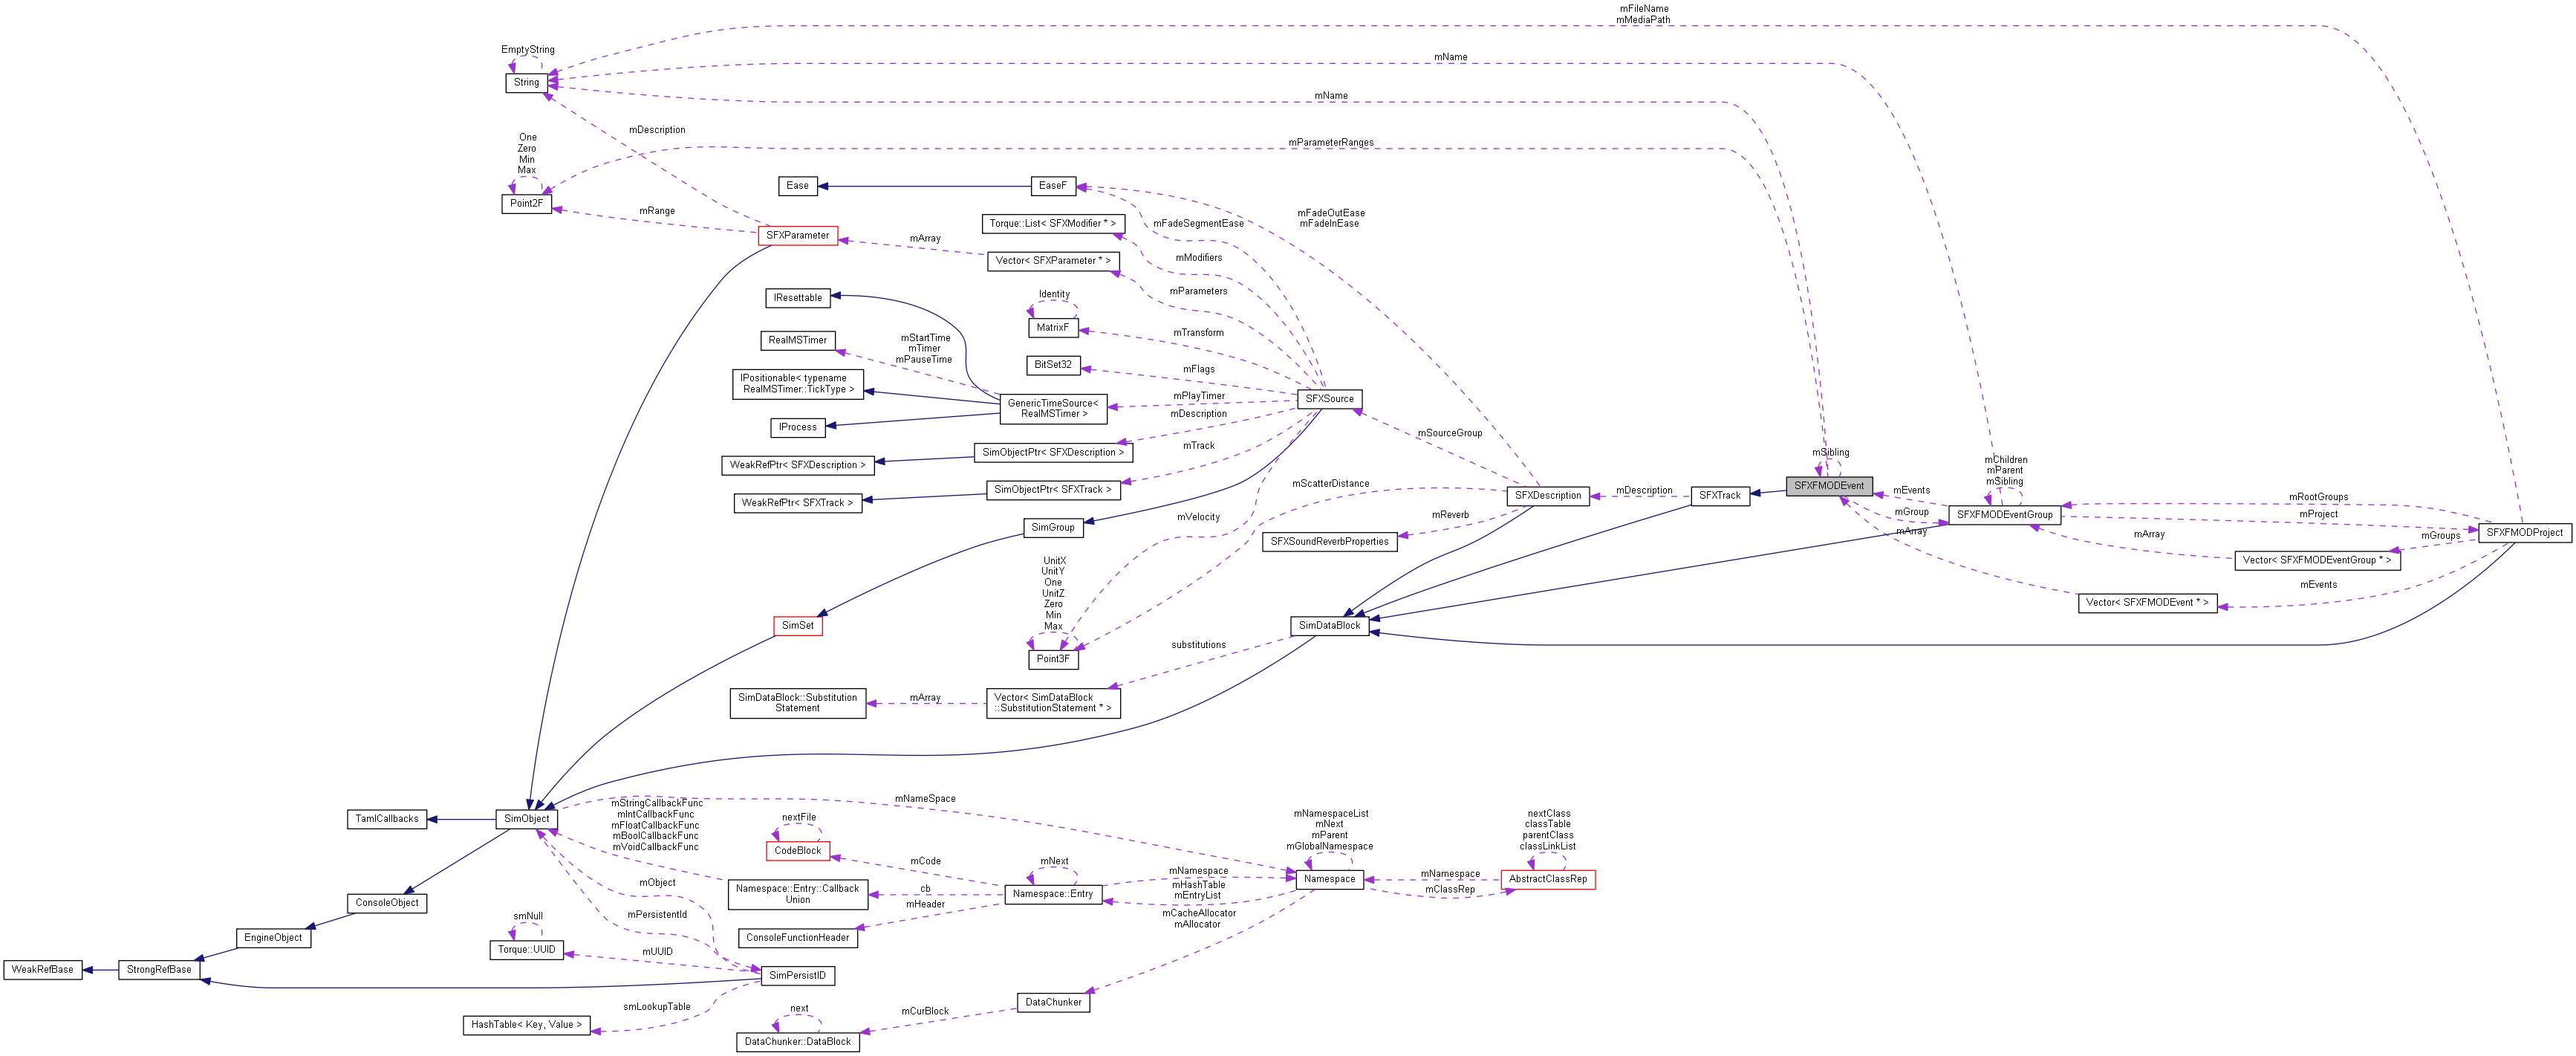 mFileName
mMediaPath
EmptyString
String
mName
mName
mDescription
One
Zero
Min
Max
mParameterRanges
Point2F
mRange
Ease
EaseF
mFadeOutEase
mFadeInEase
mFadeSegmentEase
Torque::List< SFXModifier * >
SFXParameter
mArray
Vector< SFXParameter * >
mModifiers
mParameters
IResettable
Identity
MatrixF
mTransform
RealMSTimer
mStartTime
mTimer
mPauseTime
BitSet32
mFlags
IPositionable< typename
RealMSTimer::TickType >
GenericTimeSource<
RealMSTimer >
mPlayTimer
SFXSource
IProcess
mDescription
mSourceGroup
mTrack
WeakRefPtr< SFXDescription >
SimObjectPtr< SFXDescription >
WeakRefPtr< SFXTrack >
SimObjectPtr< SFXTrack >
mScatterDistance
SFXDescription
mDescription
SFXTrack
mSibling
SFXFMODEvent
mEvents
mGroup
mArray
mChildren
mParent
mSibling
SFXFMODEventGroup
mRootGroups
mProject
SFXFMODProject
mGroups
mArray
Vector< SFXFMODEventGroup * >
mEvents
Vector< SFXFMODEvent * >
SimGroup
mVelocity
mReverb
SFXSoundReverbProperties
UnitX
UnitY
One
UnitZ
Zero
Min
Max
Point3F
SimSet
SimDataBlock
substitutions
SimDataBlock::Substitution
Statement
mArray
Vector< SimDataBlock
::SubstitutionStatement * >
TamlCallbacks
SimObject
mStringCallbackFunc
mIntCallbackFunc
mFloatCallbackFunc
mBoolCallbackFunc
mVoidCallbackFunc
mNameSpace
nextFile
CodeBlock
mCode
mNext
mNamespaceList
mNext
mParent
mGlobalNamespace
nextClass
classTable
parentClass
classLinkList
Namespace::Entry::Callback
Union
cb
Namespace::Entry
mNamespace
mHashTable
mEntryList
Namespace
mNamespace
mClassRep
AbstractClassRep
mHeader
ConsoleFunctionHeader
mCacheAllocator
mAllocator
ConsoleObject
mObject
mPersistentId
EngineObject
smNull
Torque::UUID
mUUID
WeakRefBase
StrongRefBase
SimPersistID
smLookupTable
HashTable< Key, Value >
DataChunker
mCurBlock
next
DataChunker::DataBlock